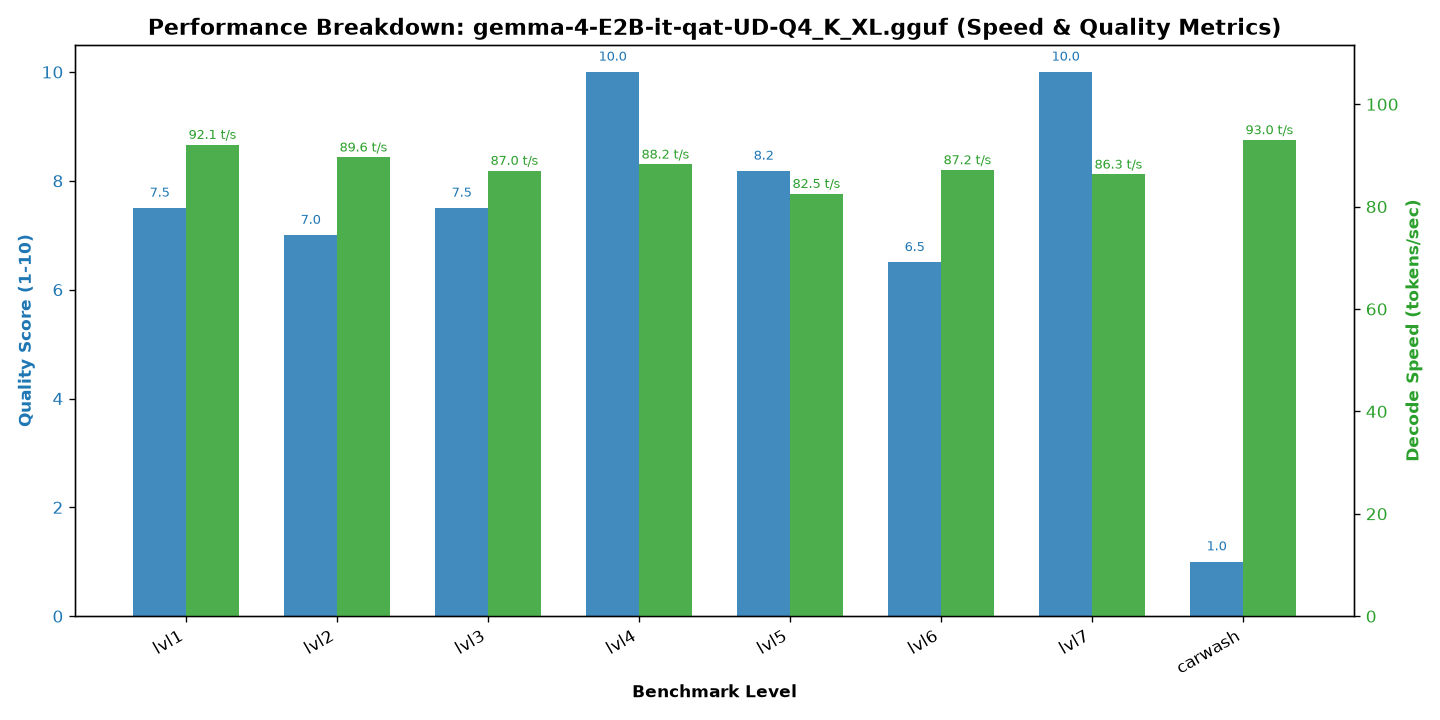 Performance Breakdown: gemma-4-E2B-it-qat-UD-Q4_K_XL.gguf (Speed & Quality Metrics)
Quality Score (1-10)
10
8
6
4
2
0
7.5
92.1 t/s
7.0
89.6 t/s
7.5
87.0 t/s
10.0
88.2 t/s
8.2
82.5 t/s
6.5
87.2 t/s
10.0
86.3 t/s
1.0
93.0 t/s
100
80
60
40
20
0
Decode Speed (tokens/sec)
lvl1
lvl2
lvl3
lvl4
lvl5
lvl6
lvl7
carwash
Benchmark Level